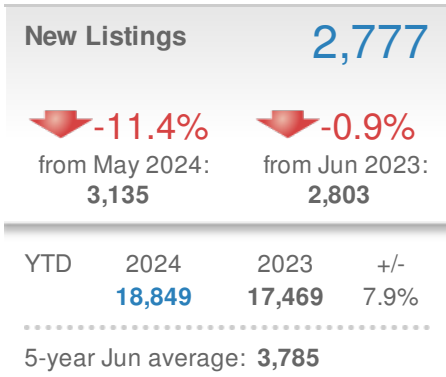 New Listings 2,777
-11.4% -0.9%
from May 2024: from Jun 2023:
3,135 2,803
YTD 2024 2023 +/-
18,849 17,469 7.9%
5-year Jun average: 3,785